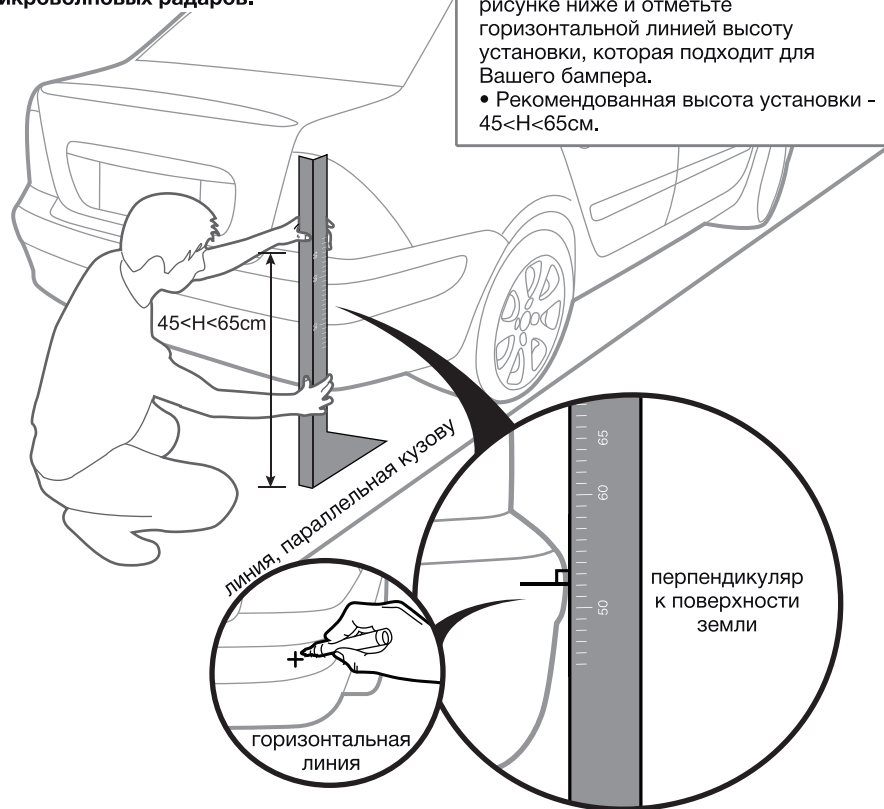 икроволновых радаров.
рисунке ниже и отметьте
горизонтальной линией высоту
установки, которая подходит для
Вашего бампера.
• Рекомендованная высота установки -
45<H<65см.
45<H<65cm
линия, параллельная кузову
65
60
50
перпендикуляр
к поверхности
земли
горизонтальная
линия